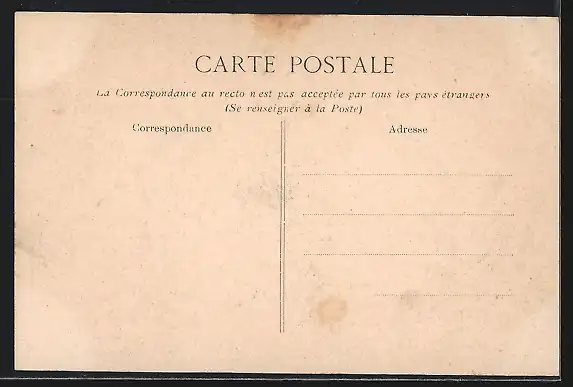 CARTE POSTALE
La Correspondance au recto n'est pas acceptée par tous les pays étrangers
(Se renseigner à la Poste)
Correspondance
Adresse